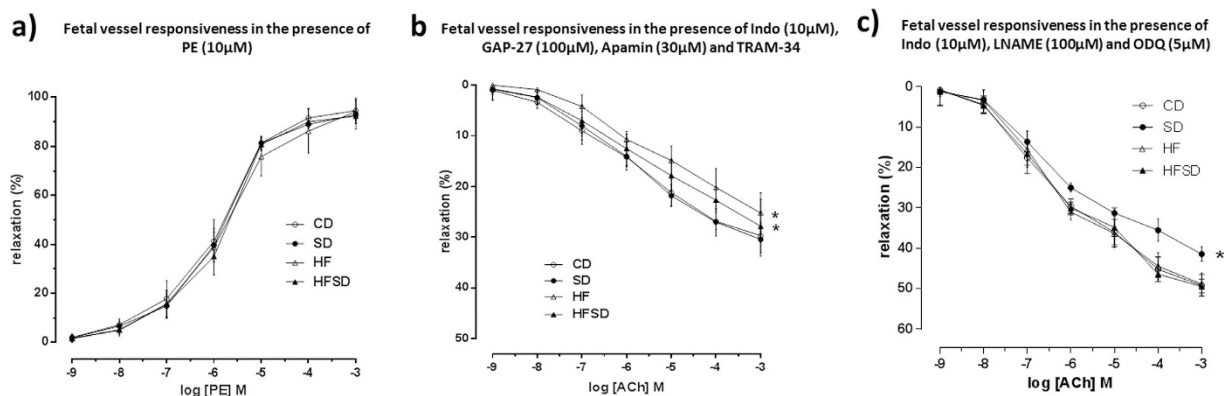 a)
Fetal vessel responsiveness in the presence of
PE (10µM)
relaxation (%)
100
80
60
40
20
0
CD
SD
HF
HFSD
-9
-8
-7
-6
-5
-4
-3
log [PE] M
b)
Fetal vessel responsiveness in the presence of Indo (10µM),
GAP-27 (100µM), Apamin (30µM) and TRAM-34
relaxation (%)
0
10
20
30
40
50
*
*
CD
SD
HF
HFSD
-9
-8
-7
-6
-5
-4
-3
log [ACh] M
c)
Fetal vessel responsiveness in the presence of
Indo (10µM), LNAME (100µM) and ODQ (5µM)
relaxation (%)
0
10
20
30
40
50
60
CD
SD
HF
HFSD
*
-9
-8
-7
-6
-5
-4
-3
log [ACh] M